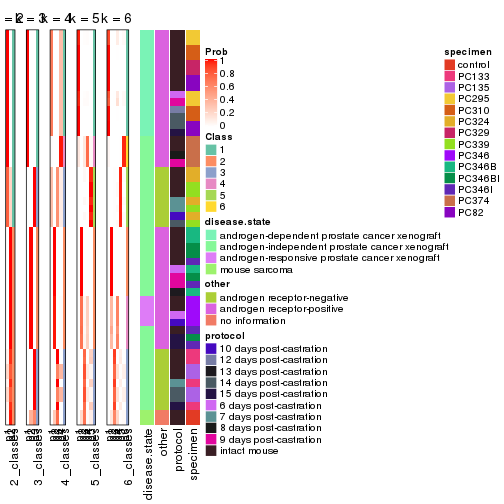 = k
2 k = 3 k = 4 k = 5 k = 6
Prob
1
0.8
0.6
0.4
0.2
0
Class
1
2
3
4
5
6
disease.state
androgen-dependent prostate cancer xenograft
androgen-independent prostate cancer xenograft
androgen-responsive prostate cancer xenograft
mouse sarcoma
other
androgen receptor-negative
androgen receptor-positive
no information
protocol
10 days post-castration
12 days post-castration
13 days post-castration
14 days post-castration
15 days post-castration
6 days post-castration
7 days post-castration
8 days post-castration
9 days post-castration
intact mouse
specimen
control
PC133
PC135
PC295
PC310
PC324
PC329
PC339
PC346
PC346B
PC346BI
PC346I
PC374
PC82
2_classes
3_classes
4_classes
5_classes
6_classes
disease.state
other
protocol
specimen